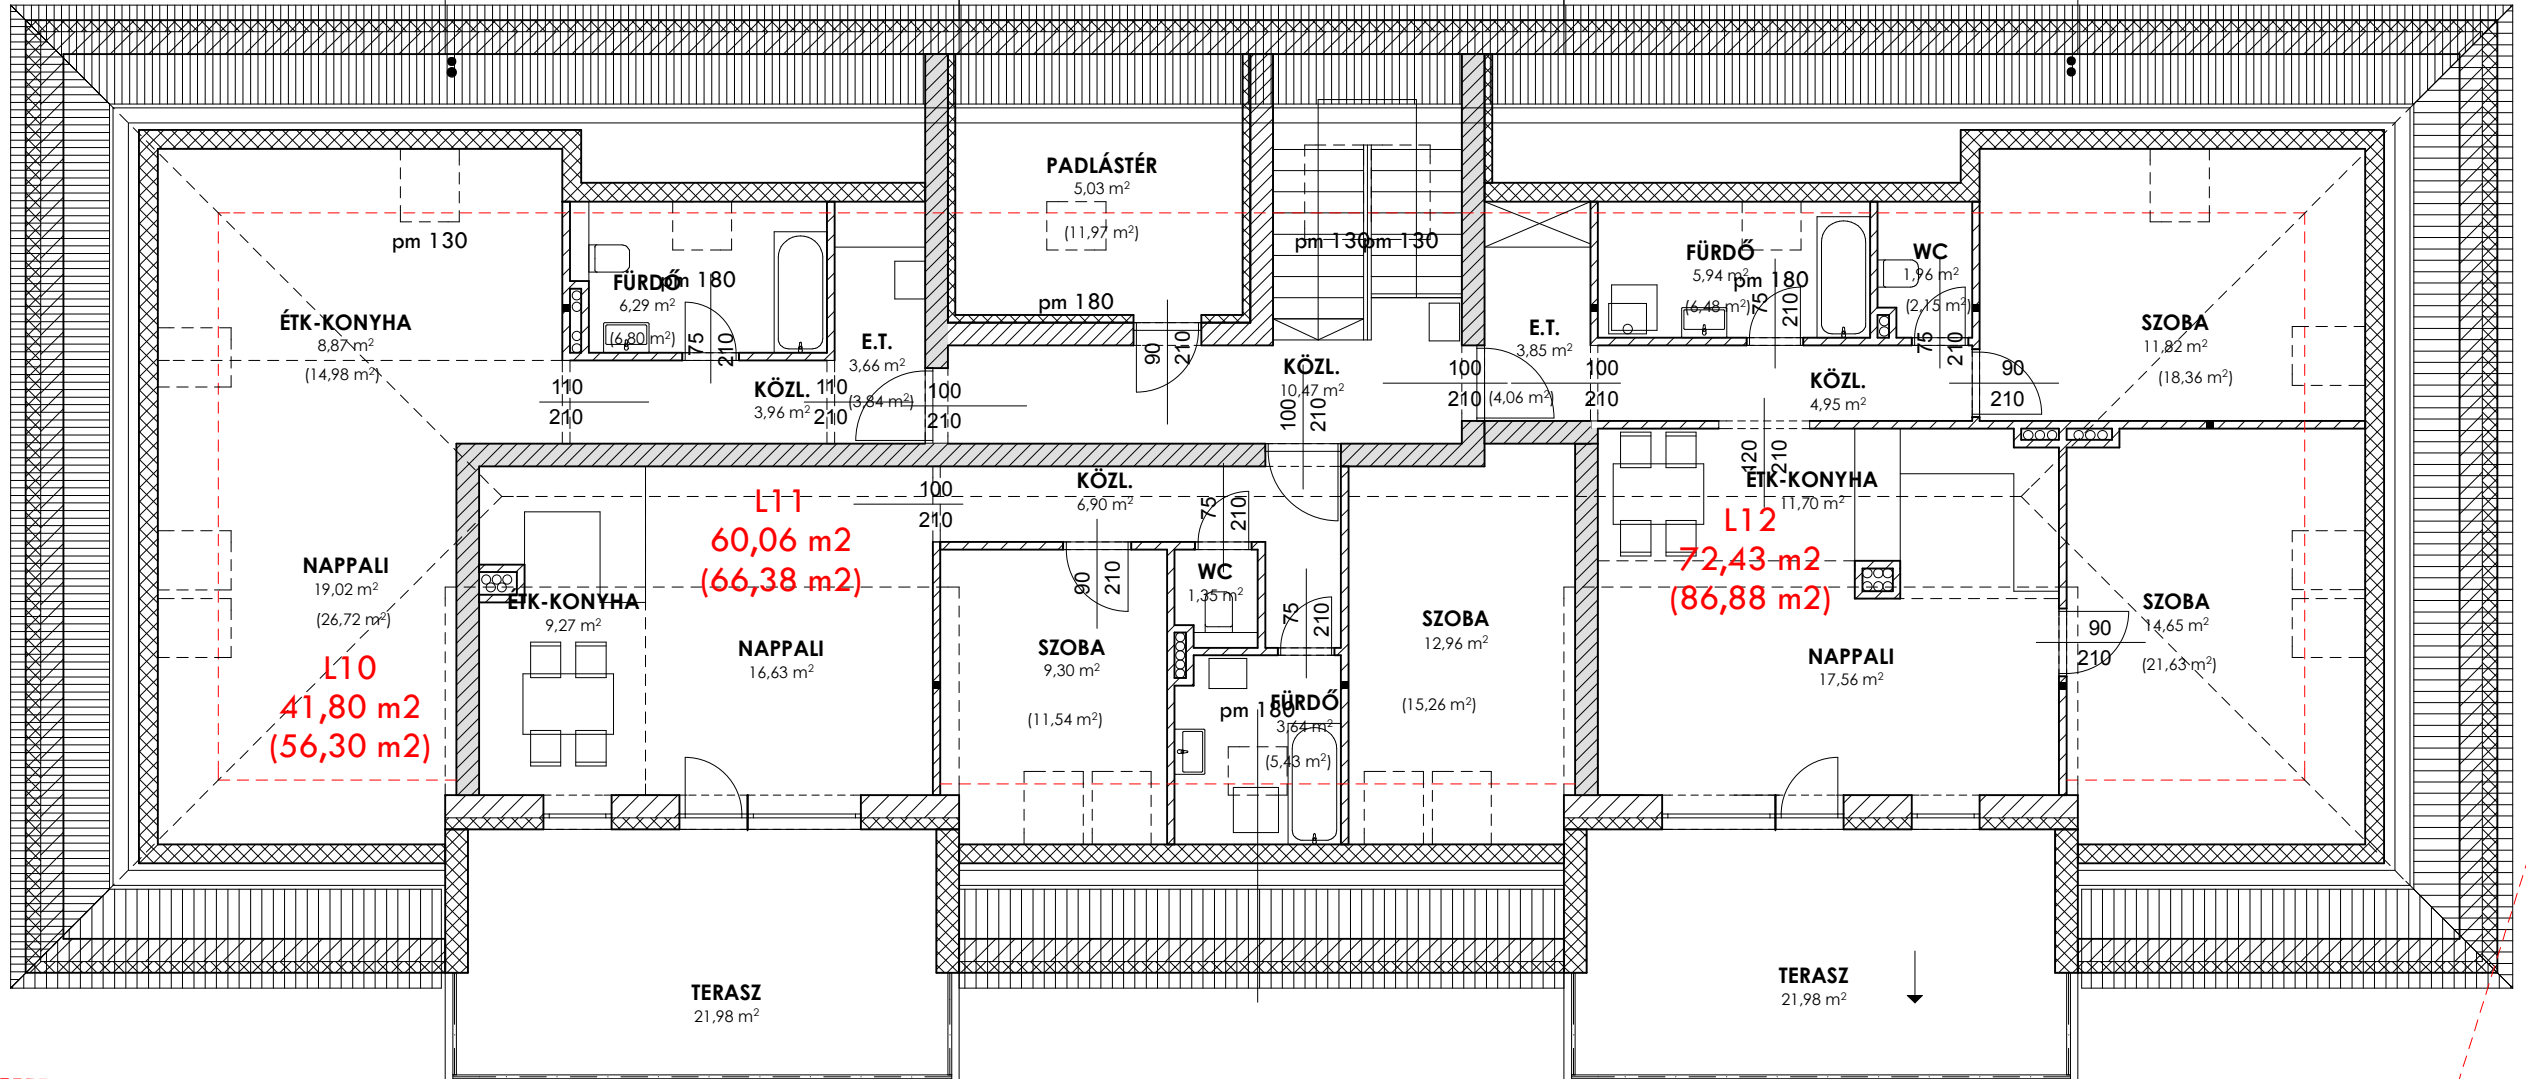 PADLÁSTÉR
5,03 m²
(11,97 m²)
pm 180
90
210
pm 130
pm 130
pm 130
ÉTK-KONYHA
8,87 m²
(14,98 m²)
FÜRDŐ
pm 180
6,29 m²
(6,80 m²)
75
210
E.T.
3,66 m²
(3,84 m²)
KÖZL.
3,96 m²
110
210
110
210
100
210
KÖZL.
10,47 m²
100
210
100
210
E.T.
3,85 m²
(4,06 m²)
100
210
FÜRDŐ
5,94 m²
pm 180
(6,48 m²)
75
210
WC
1,96 m²
(2,15 m²)
75
210
KÖZL.
4,95 m²
90
210
SZOBA
11,82 m²
(18,36 m²)
NAPPALI
19,02 m²
(26,72 m²)
L10
41,80 m2
(56,30 m2)
L11
60,06 m2
(66,38 m2)
ÉTK-KONYHA
9,27 m²
NAPPALI
16,63 m²
100
210
KÖZL.
6,90 m²
75
210
90
210
WC
1,35 m²
75
210
SZOBA
9,30 m²
(11,54 m²)
FÜRDŐ
pm 180
3,64 m²
(5,43 m²)
SZOBA
12,96 m²
(15,26 m²)
120
210
ÉTK-KONYHA
11,70 m²
L12
72,43 m2
(86,88 m2)
NAPPALI
17,56 m²
90
210
SZOBA
14,65 m²
(21,63 m²)
TERASZ
21,98 m²
TERASZ
21,98 m²